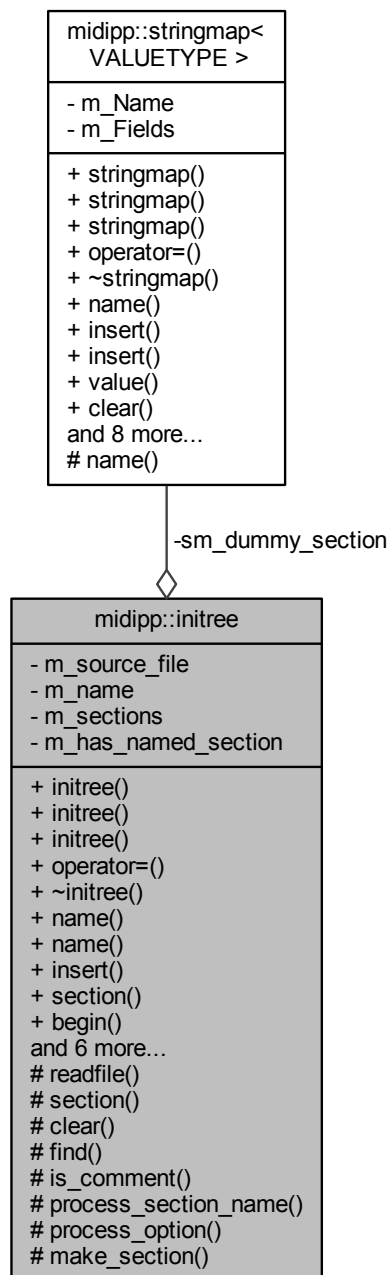 midipp::stringmap<
VALUETYPE >
- m_Name
- m_Fields
+ stringmap()
+ stringmap()
+ stringmap()
+ operator=()
+ ~stringmap()
+ name()
+ insert()
+ insert()
+ value()
+ clear()
and 8 more...
# name()
-sm_dummy_section
midipp::initree
- m_source_file
- m_name
- m_sections
- m_has_named_section
+ initree()
+ initree()
+ initree()
+ operator=()
+ ~initree()
+ name()
+ name()
+ insert()
+ section()
+ begin()
and 6 more...
# readfile()
# section()
# clear()
# find()
# is_comment()
# process_section_name()
# process_option()
# make_section()